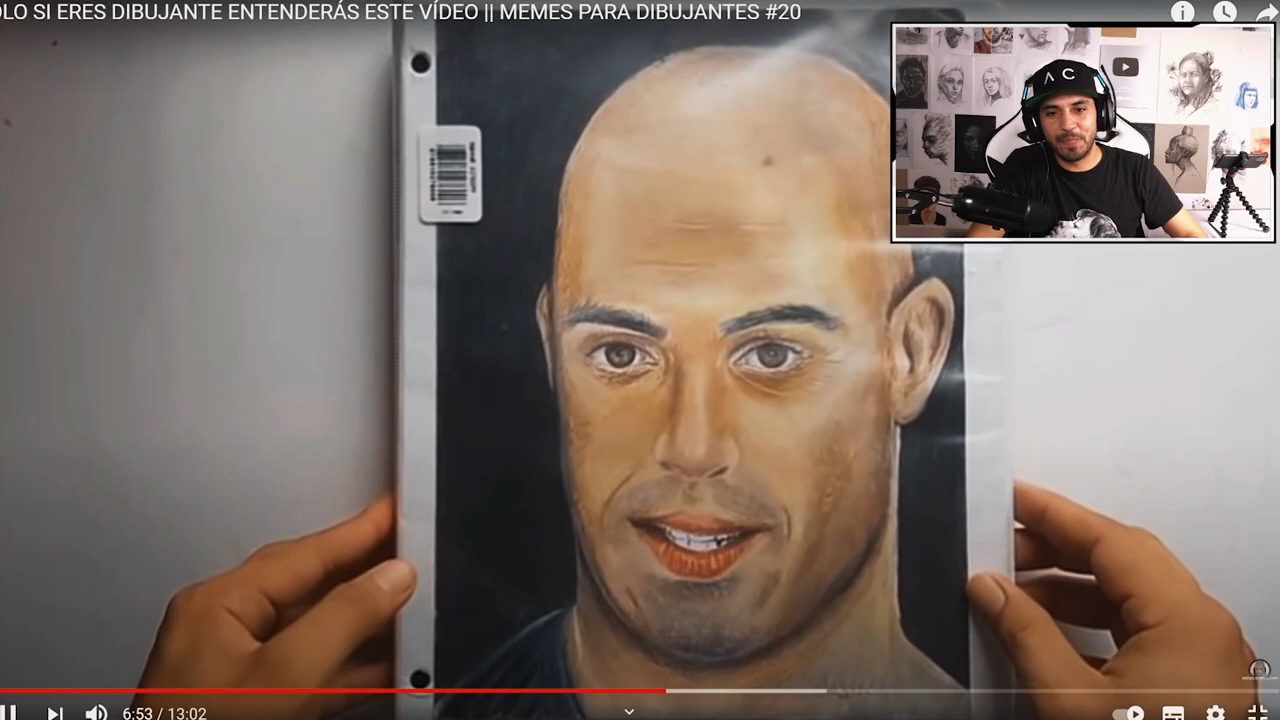 OLO SI ERES DIBUJANTE ENTENDERÁS ESTE VÍDEO || MEMES PARA DIBUJANTES #20
A C
6:53 / 13:02